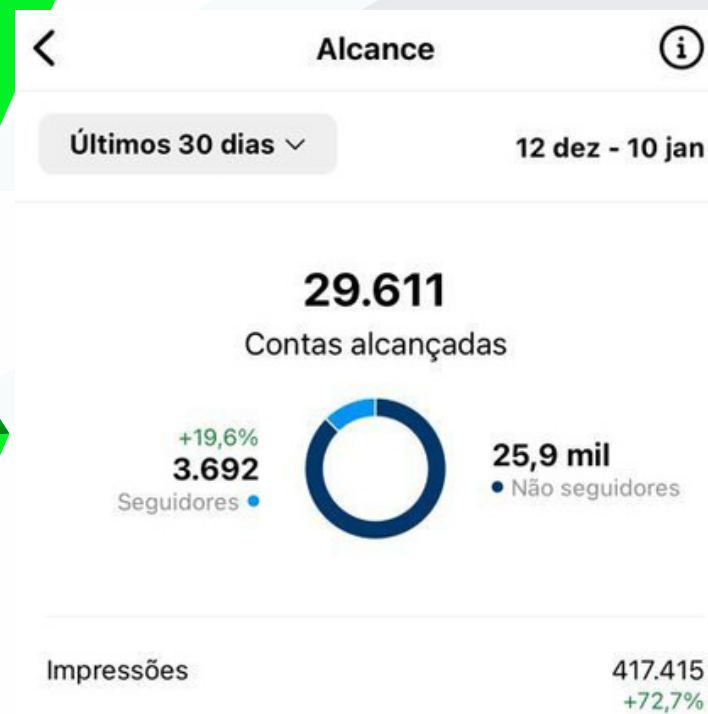 Alcance
Últimos 30 dias
12 dez - 10 jan
29.611
Contas alcançadas
+19,6%
3.692
Seguidores
25,9 mil
Não seguidores
Impressões
417.415
+72,7%